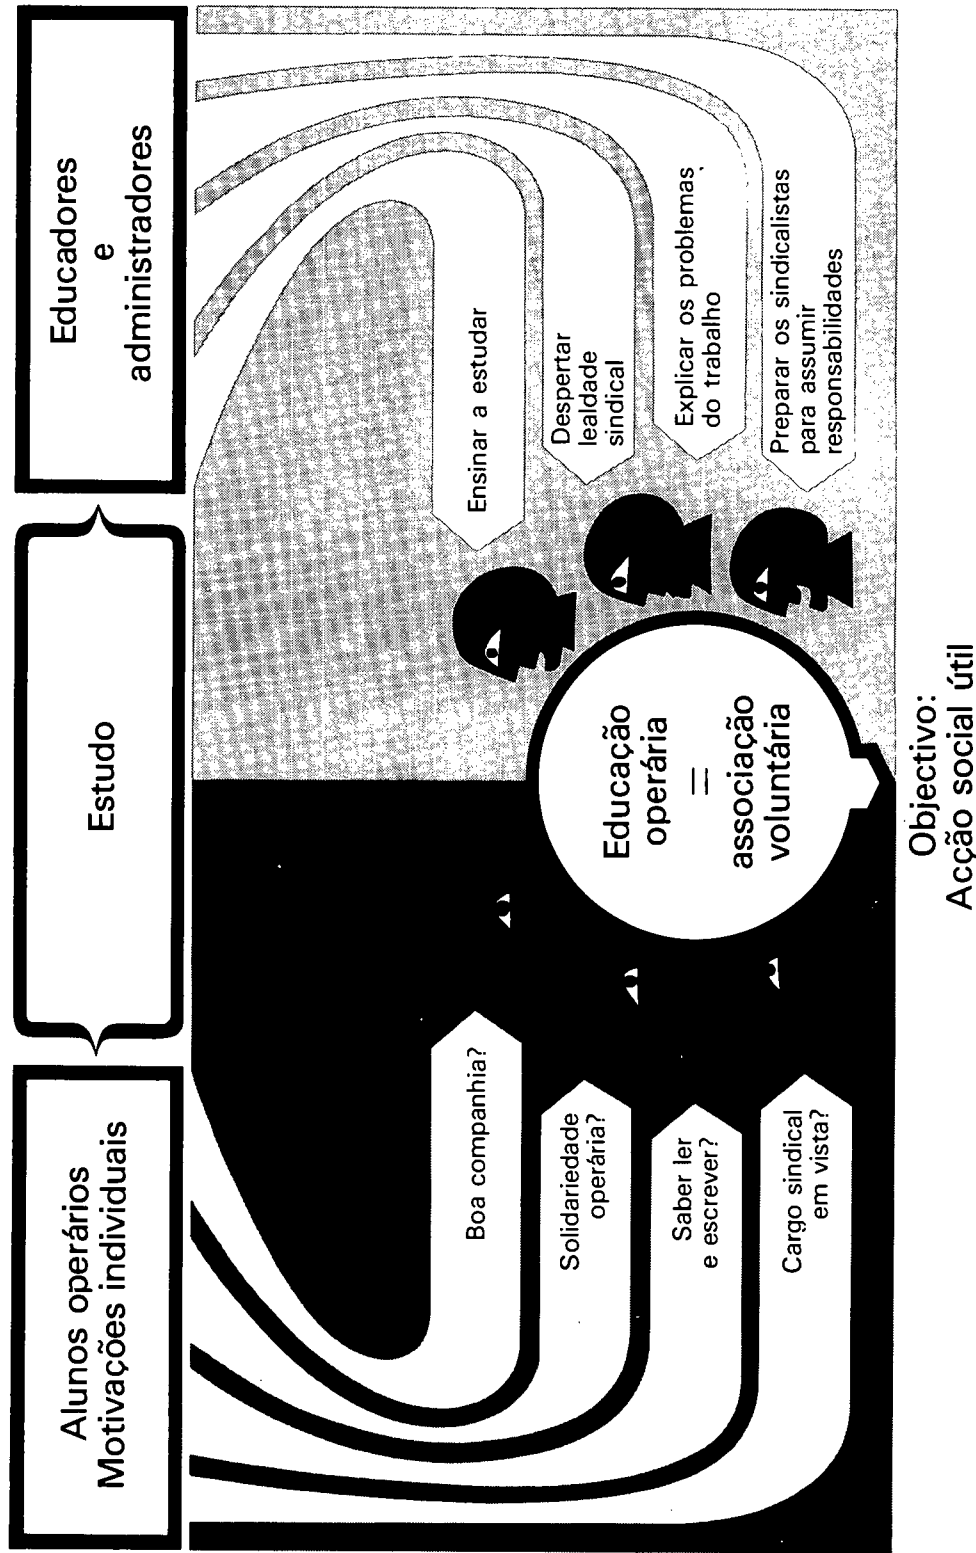 Alunos operários
Motivações individuais
Estudo
Educadores
e
administradores
Boa companhia?
Solidariedade
operária?
Saber ler
e escrever?
Cargo sindical
em vista?
Ensinar a estudar
Despertar
lealdade
sindical
Explicar os problemas
do trabalho
Preparar os sindicalistas
para assumir
responsabilidades
Educação
operária
=
associação
voluntária
Objectivo:
Acção social útil